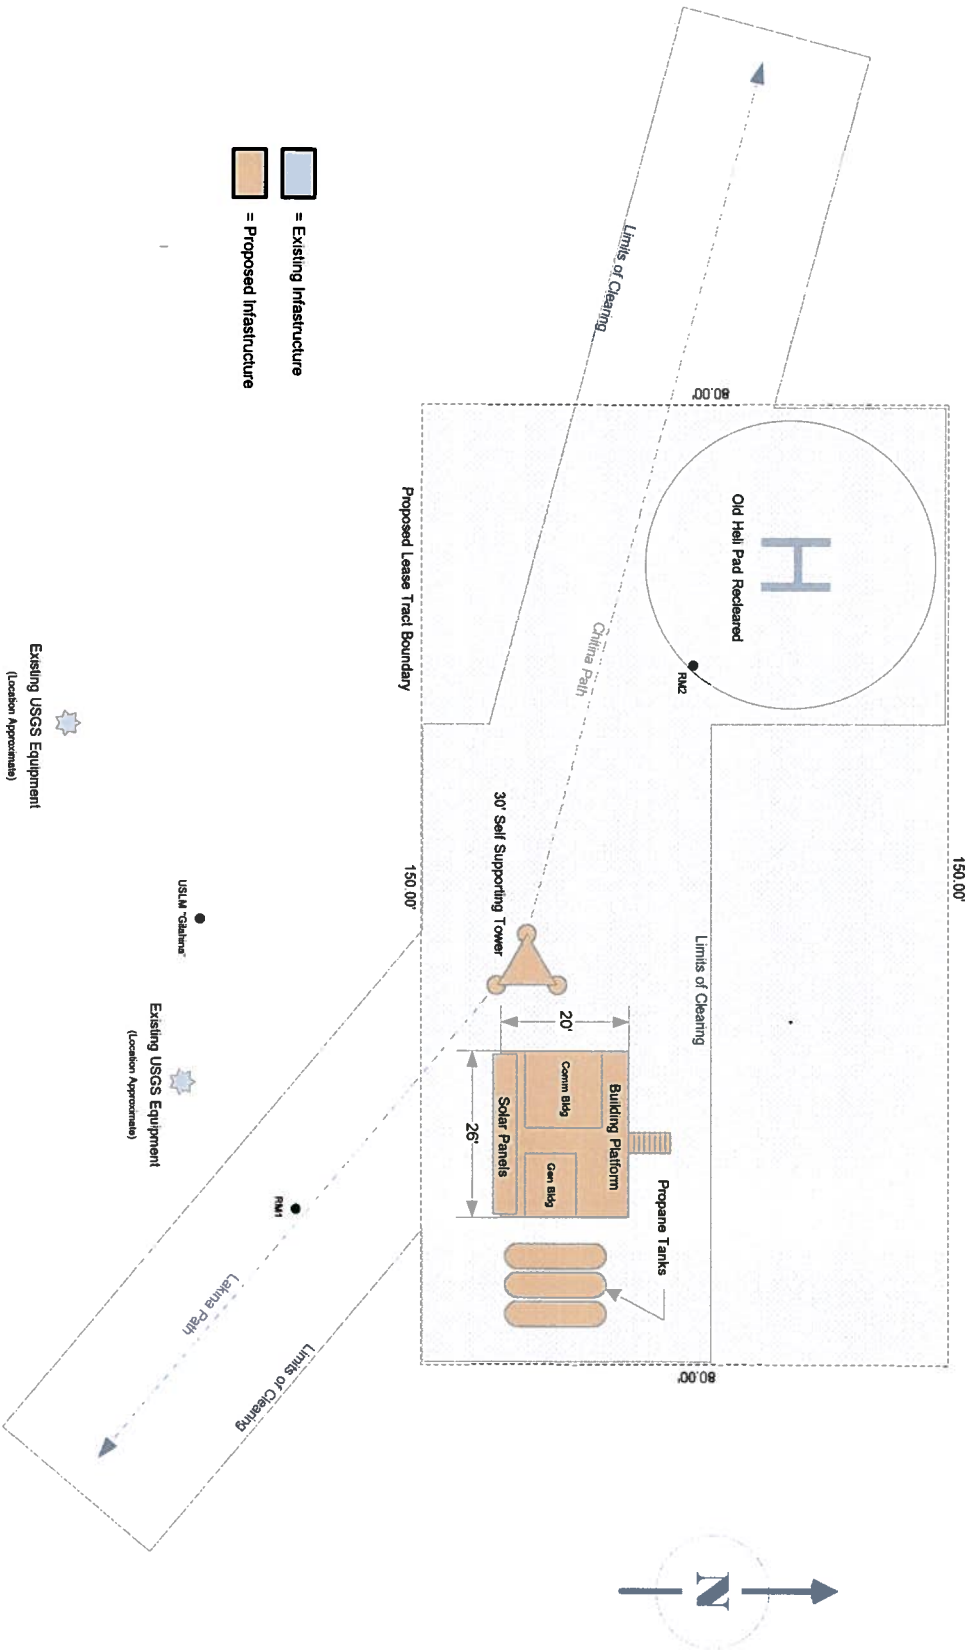 150.00'
80.00'
H
Old Heli Pad Recleared
RM2
Limits of Clearing
Chitina Path
Limits of Clearing
Proposed Lease Tract Boundary
30' Self Supporting Tower
20'
Building Platform
Comm Bldg
Gen Bldg
Solar Panels
26'
Propane Tanks
80.00'
150.00'
= Existing Infastructure
= Proposed Infastructure
USLM "Gilahina"
RM1
Existing USGS Equipment
(Location Approximate)
Existing USGS Equipment
(Location Approximate)
Lakina Path
Limits of Clearing
N